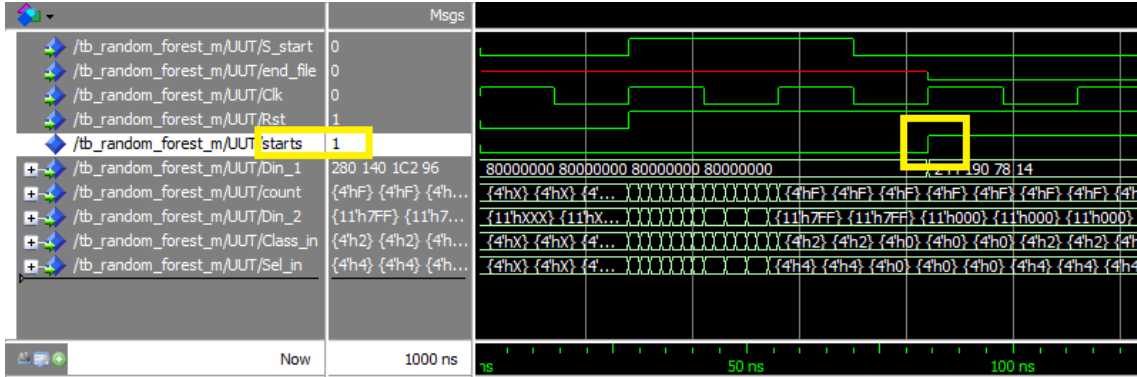 Msgs
/tb_random_forest_m/UUT/S_start 0
/tb_random_forest_m/UUT/end_file 0
/tb_random_forest_m/UUT/Clk 0
/tb_random_forest_m/UUT/Rst 1
/tb_random_forest_m/UUT/starts 1
/tb_random_forest_m/UUT/Din_1 280 140 1C2 96 80000000 80000000 80000000 80000000 190 78 14
/tb_random_forest_m/UUT/count {4'hF} {4'hF} {4'h... {4'hX} {4'hX} {4'... {4'hF} {4'hF} {4'hF} {4'hF} {4'hF} {4'hF} {4'h
/tb_random_forest_m/UUT/Din_2 {11'h7FF} {11'h7... {11'hXXX} {11'hX... {11'h7FF} {11'h7FF} {11'h000} {11'h000} {11'h000}
/tb_random_forest_m/UUT/Class_in {4'h2} {4'h2} {4'h... {4'hX} {4'hX} {4'... {4'h2} {4'h2} {4'h0} {4'h0} {4'h0} {4'h2} {4'h2} {4'h
/tb_random_forest_m/UUT/Sel_in {4'h4} {4'h4} {4'h... {4'hX} {4'hX} {4'... {4'h4} {4'h4} {4'h0} {4'h0} {4'h0} {4'h4} {4'h4} {4'h4
Now 1000 ns ns 50 ns 100 ns